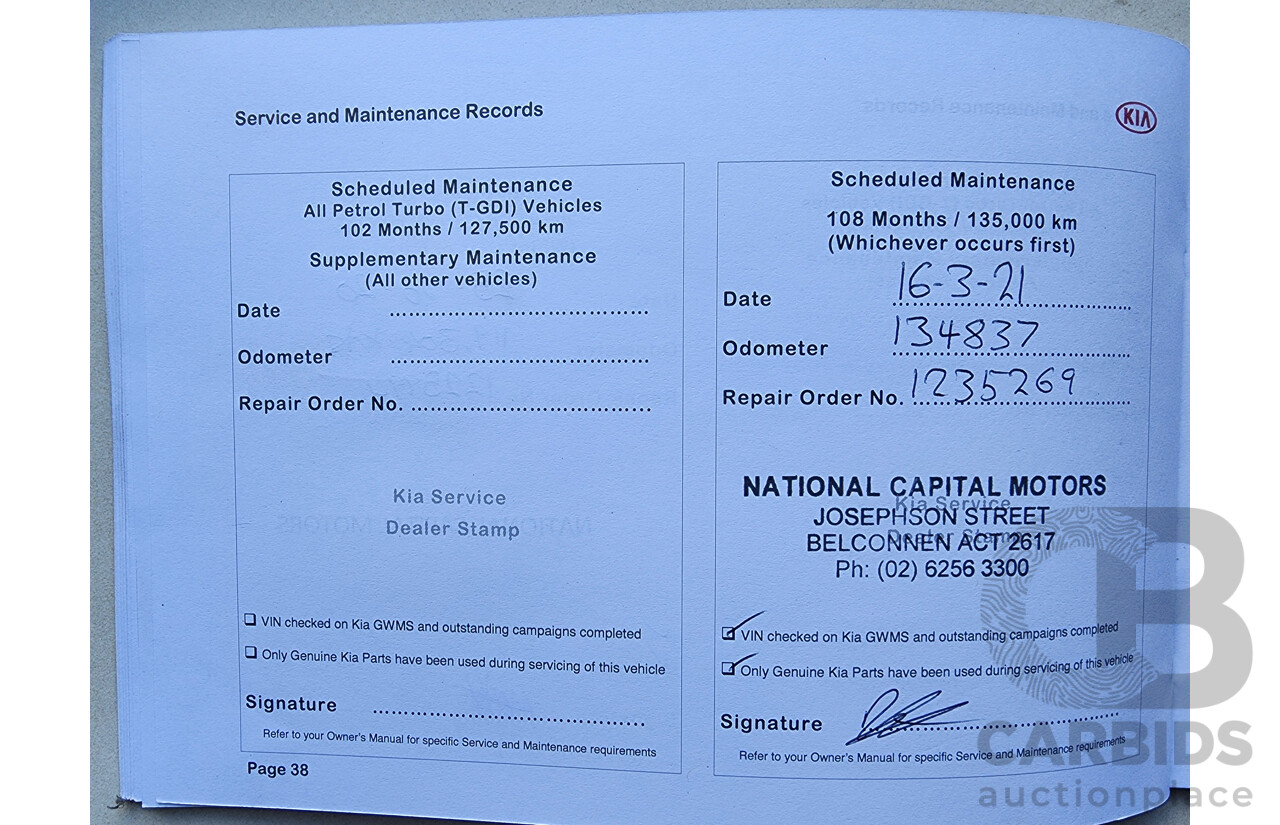 Service and Maintenance Records
KIA
Scheduled Maintenance
All Petrol Turbo (T-GDI) Vehicles
102 Months / 127,500 km
Supplementary Maintenance
(All other vehicles)
Date
Odometer
Repair Order No.
Kia Service
Dealer Stamp
❑ VIN checked on Kia GWMS and outstanding campaigns completed
❑ Only Genuine Kia Parts have been used during servicing of this vehicle
Signature
Refer to your Owner's Manual for specific Service and Maintenance requirements
Page 38
Scheduled Maintenance
108 Months / 135,000 km
(Whichever occurs first)
Date 16-3-21
Odometer 134837
Repair Order No. 1235269
NATIONAL CAPITAL MOTORS
Kia Service
JOSEPHSON STREET
Dealer Stamp
BELCONNEN ACT 2617
Ph: (02) 6256 3300
VIN checked on Kia GWMS and outstanding campaigns completed
Only Genuine Kia Parts have been used during servicing of this vehicle
Signature
Refer to your Owner's Manual for specific Service and Maintenance requirements
CARBIDS
auctionplace